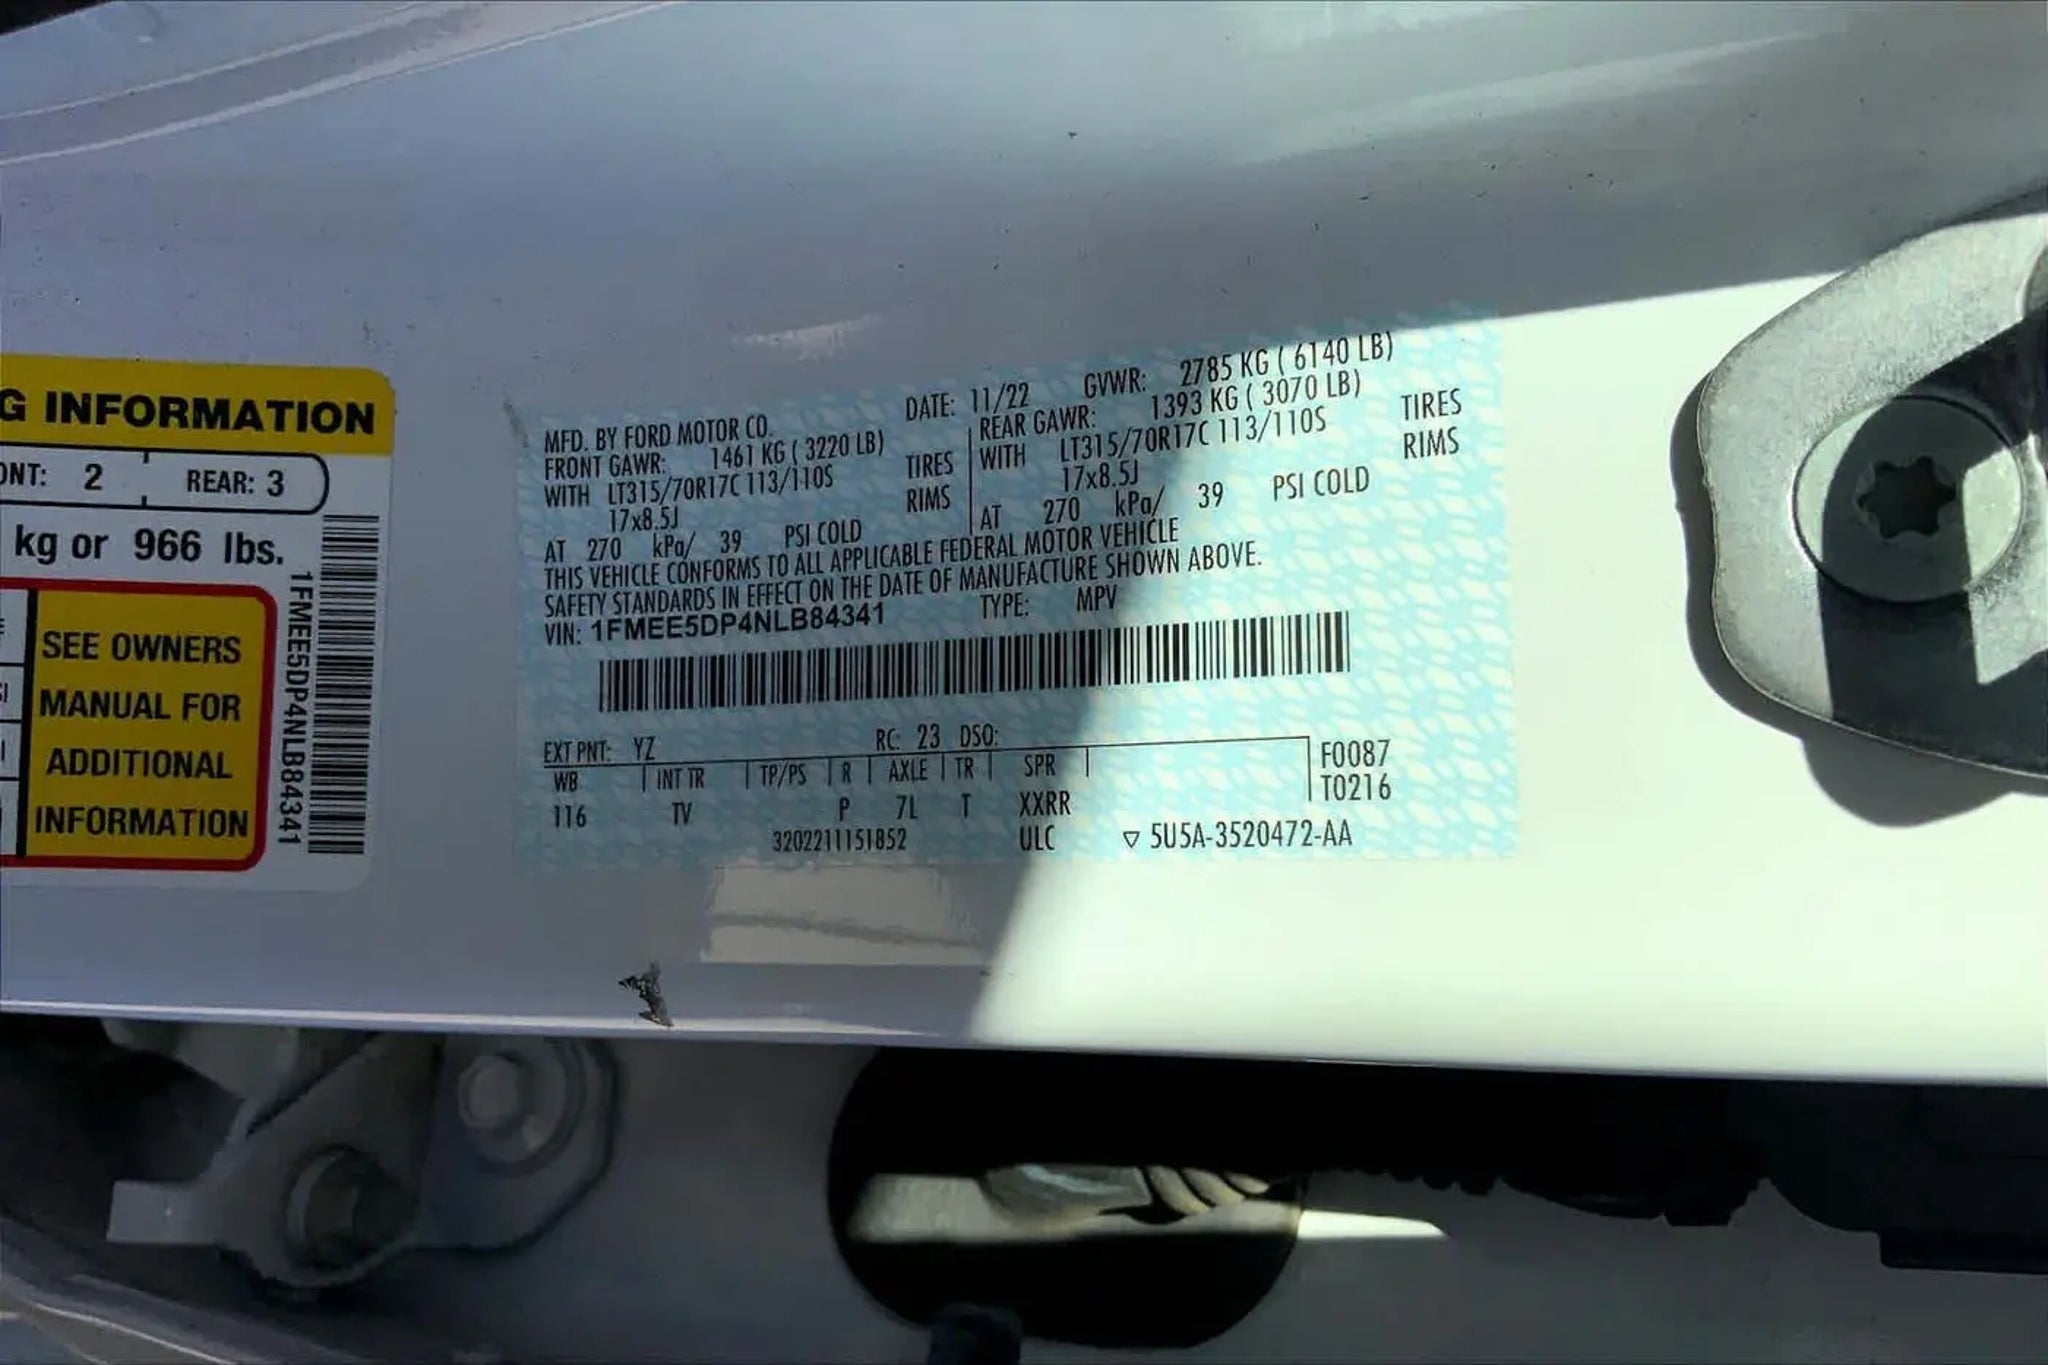 G INFORMATION
ONT: 2 REAR: 3
kg or 966 lbs.
SEE OWNERS
MANUAL FOR
ADDITIONAL
INFORMATION
1FMEE5DP4NLB84341
MFD. BY FORD MOTOR CO. DATE: 11/22 GVWR: 2785 KG ( 6140 LB)
FRONT GAWR: 1461 KG ( 3220 LB) REAR GAWR: 1393 KG ( 3070 LB)
WITH LT315/70R17C 113/110S TIRES WITH LT315/70R17C 113/110S TIRES
17x8.5J RIMS 17x8.5J RIMS
AT 270 kPa/ 39 PSI COLD AT 270 kPa/ 39 PSI COLD
THIS VEHICLE CONFORMS TO ALL APPLICABLE FEDERAL MOTOR VEHICLE
SAFETY STANDARDS IN EFFECT ON THE DATE OF MANUFACTURE SHOWN ABOVE.
VIN: 1FMEE5DP4NLB84341 TYPE: MPV
EXT PNT: YZ RC: 23 DSO:
WB INT TR TP/PS R AXLE TR SPR F0087
116 TV P 7L T XXRR T0216
3202211151852 ULC ▽ 5U5A-3520472-AA